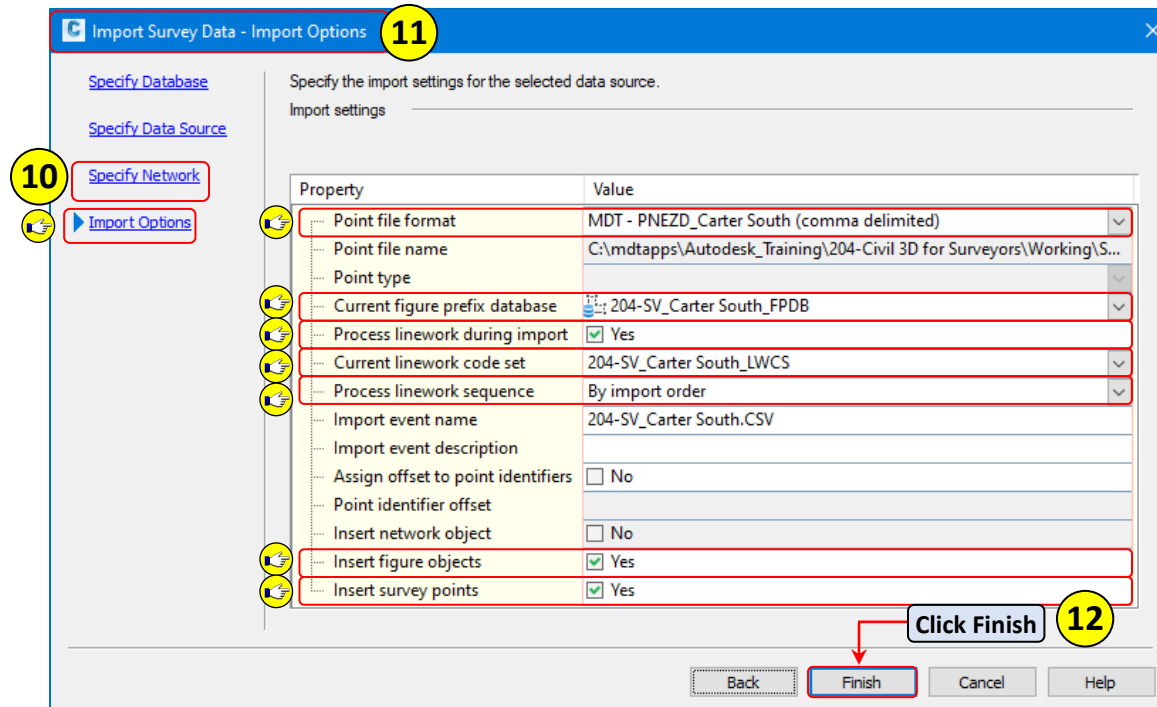 C Import Survey Data - Import Options 11
Specify Database
Specify the import settings for the selected data source.
Import settings
Specify Data Source
10 Specify Network
Import Options
Property Value
Point file format MDT - PNEZD_Carter South (comma delimited)
Point file name C:\mdtapps\Autodesk_Training\204-Civil 3D for Surveyors\Working\S...
Point type
Current figure prefix database 204-SV_Carter South_FPDB
Process linework during import Yes
Current linework code set 204-SV_Carter South_LWCS
Process linework sequence By import order
Import event name 204-SV_Carter South.CSV
Import event description
Assign offset to point identifiers No
Point identifier offset
Insert network object No
Insert figure objects Yes
Insert survey points Yes
Click Finish 12
Back Finish Cancel Help